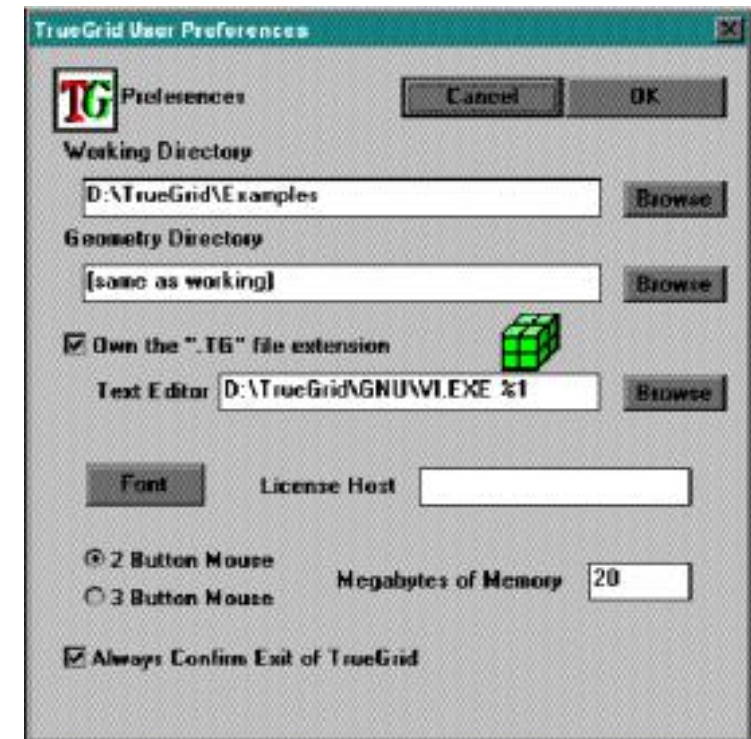 TrueGrid User Preferences
TG Preferences Cancel OK
Working Directory
D:\TrueGrid\Examples Browse
Geometry Directory
(same as working) Browse
Own the ".TG" file extension
Text Editor D:\TrueGrid\GNU\VI.EXE %1 Browse
Font License Host
2 Button Mouse
3 Button Mouse
Megabytes of Memory 20
Always Confirm Exit of TrueGrid